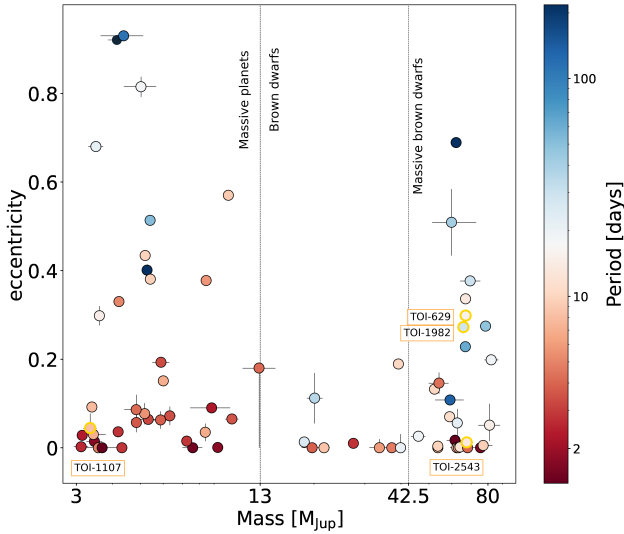 eccentricity
0.8
0.6
0.4
0.2
0
Massive planets
Brown dwarfs
Massive brown dwarfs
TOI-629
TOI-1982
TOI-1107
TOI-2543
3
13
42.5
80
Mass [MJup]
100
10
2
Period [days]